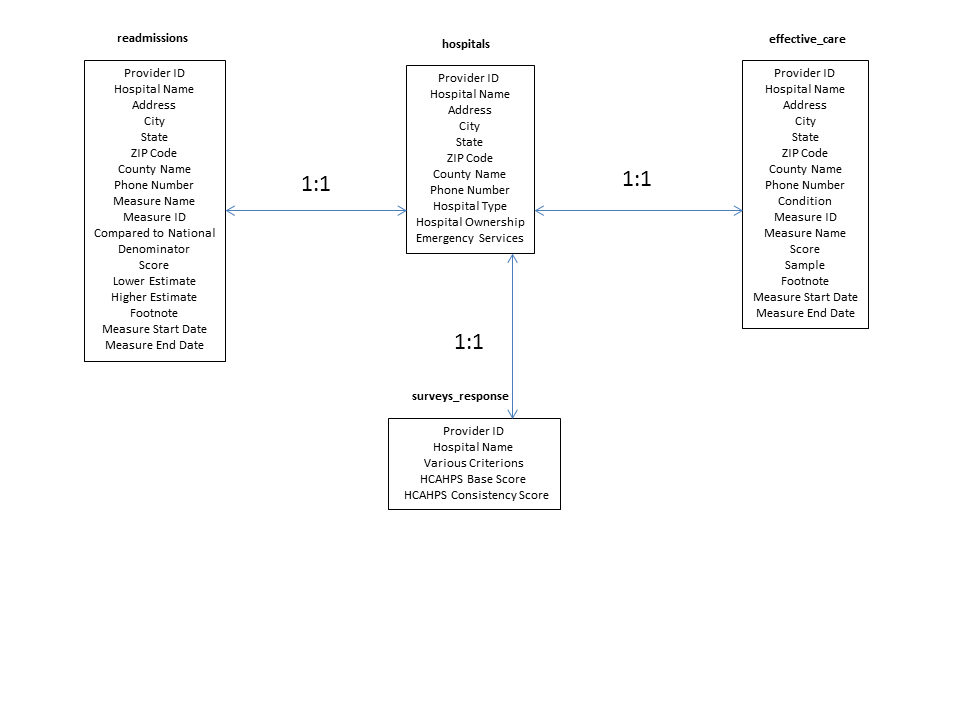 readmissions
Provider ID
Hospital Name
Address
City
State
ZIP Code
County Name
Phone Number
Measure Name
Measure ID
Compared to National
Denominator
Score
Lower Estimate
Higher Estimate
Footnote
Measure Start Date
Measure End Date
1:1
hospitals
Provider ID
Hospital Name
Address
City
State
ZIP Code
County Name
Phone Number
Hospital Type
Hospital Ownership
Emergency Services
1:1
effective_care
Provider ID
Hospital Name
Address
City
State
ZIP Code
County Name
Phone Number
Condition
Measure ID
Measure Name
Score
Sample
Footnote
Measure Start Date
Measure End Date
1:1
surveys_response
Provider ID
Hospital Name
Various Criterions
HCAHPS Base Score
HCAHPS Consistency Score